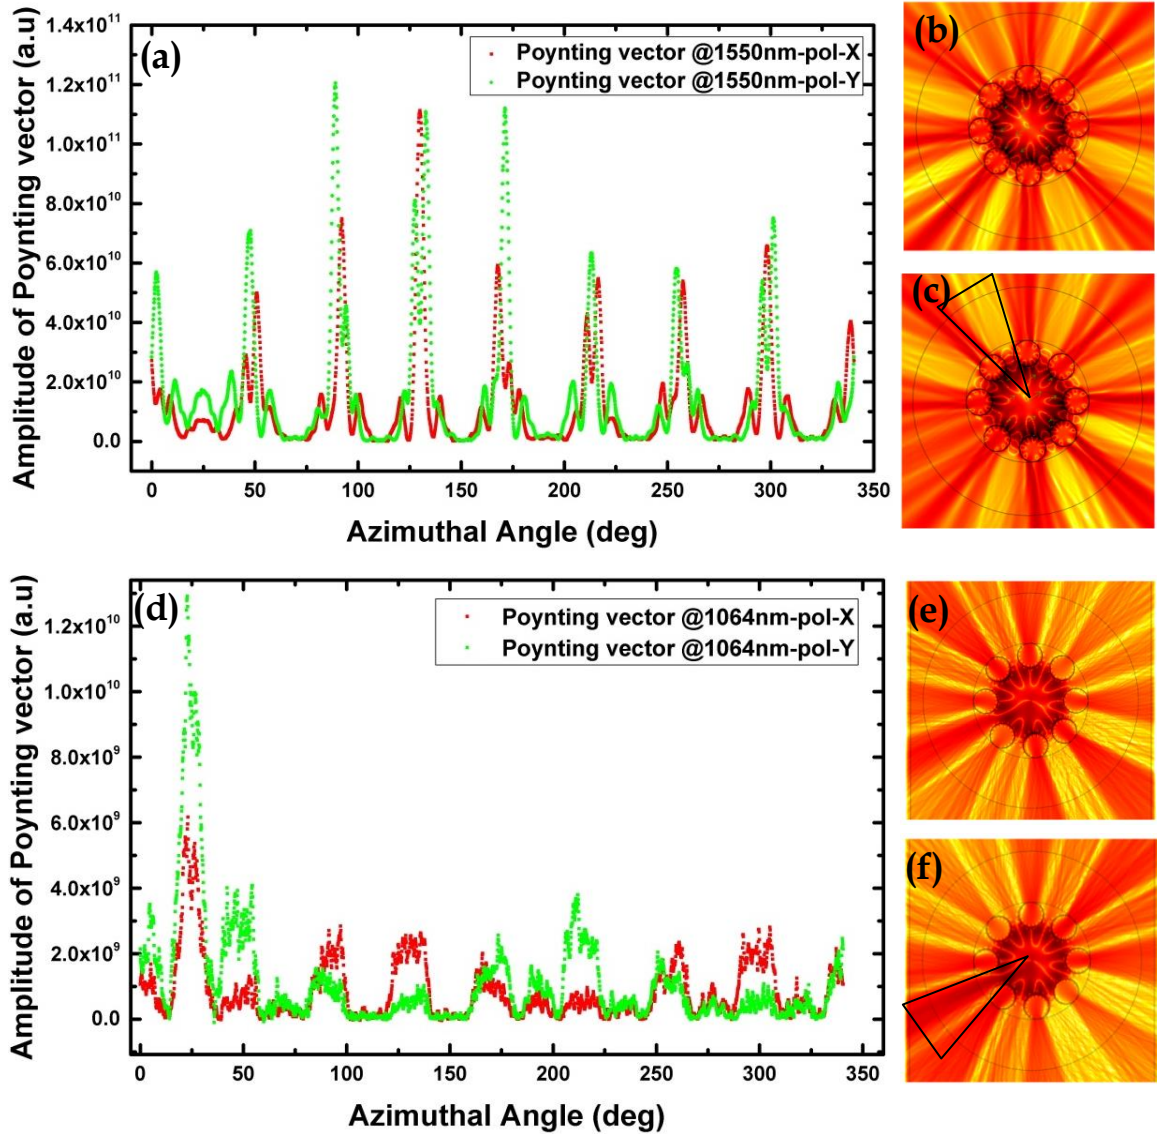 (a)
Amplitude of Poynting vector (a.u)
1.4x10¹¹
1.2x10¹¹
1.0x10¹¹
8.0x10¹⁰
6.0x10¹⁰
4.0x10¹⁰
2.0x10¹⁰
0.0
Poynting vector @1550nm-pol-X
Poynting vector @1550nm-pol-Y
0 50 100 150 200 250 300 350
Azimuthal Angle (deg)
(b)
(c)
(d)
Amplitude of Poynting vector (a.u)
1.2x10¹⁰
1.0x10¹⁰
8.0x10⁹
6.0x10⁹
4.0x10⁹
2.0x10⁹
0.0
Poynting vector @1064nm-pol-X
Poynting vector @1064nm-pol-Y
0 50 100 150 200 250 300 350
Azimuthal Angle (deg)
(e)
(f)